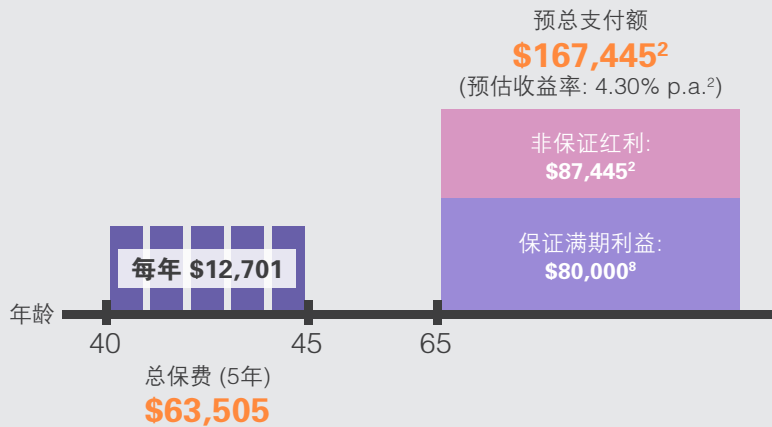 预总支付额
$167,445²
(预估收益率: 4.30% p.a.²)
非保证红利:
$87,445²
保证满期利益:
$80,000⁸
每年 $12,701
年龄
40
45
65
总保费 (5年)
$63,505